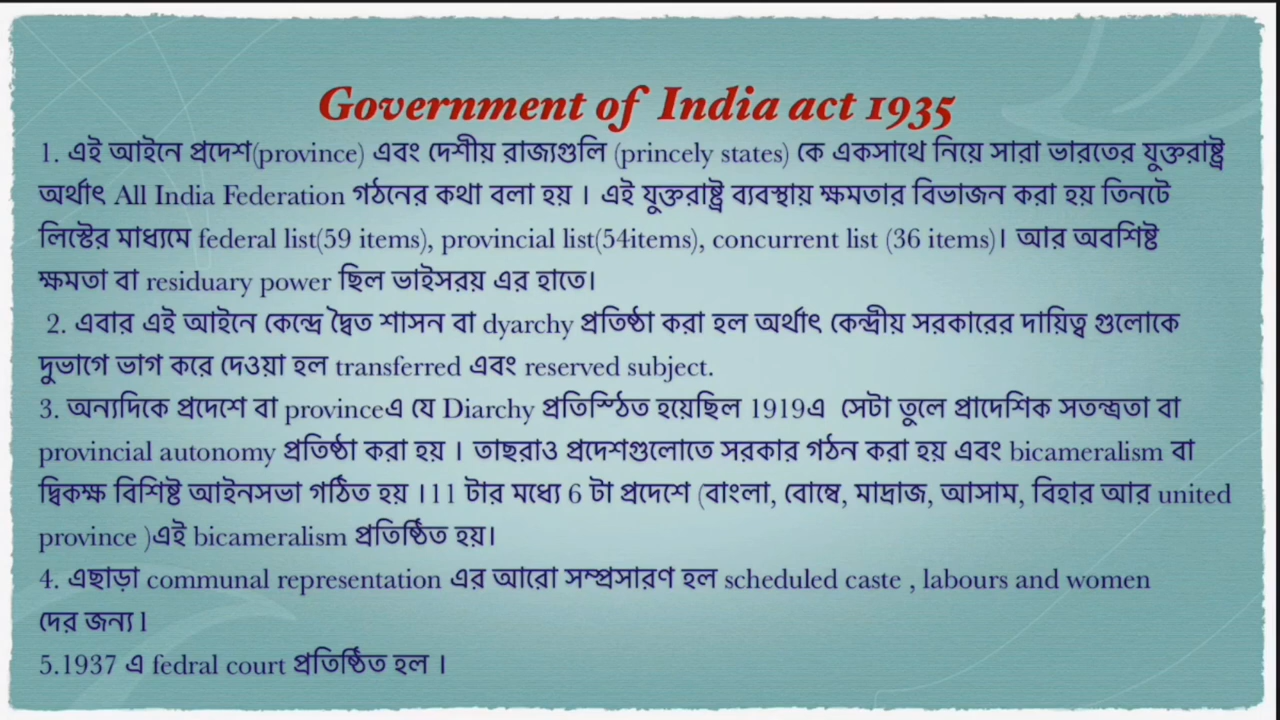 Government of India act 1935
1. এই আইনে প্রদেশ(province) এবং দেশীয় রাজ্যগুলি (princely states) কে একসাথে নিয়ে সারা ভারতের যুক্তরাষ্ট্র
অর্থাৎ All India Federation গঠনের কথা বলা হয় । এই যুক্তরাষ্ট্র ব্যবস্থায় ক্ষমতার বিভাজন করা হয় তিনটে
লিস্টের মাধ্যমে federal list(59 items), provincial list(54items), concurrent list (36 items)। আর অবশিষ্ট
ক্ষমতা বা residuary power ছিল ভাইসরয় এর হাতে।
2. এবার এই আইনে কেন্দ্রে দ্বৈত শাসন বা dyarchy প্রতিষ্ঠা করা হল অর্থাৎ কেন্দ্রীয় সরকারের দায়িত্ব গুলোকে
দুভাগে ভাগ করে দেওয়া হল transferred এবং reserved subject.
3. অন্যদিকে প্রদেশে বা provinceএ যে Diarchy প্রতিস্ঠিত হয়েছিল 1919এ সেটা তুলে প্রাদেশিক সতন্ত্রতা বা
provincial autonomy প্রতিষ্ঠা করা হয় । তাছরাও প্রদেশগুলোতে সরকার গঠন করা হয় এবং bicameralism বা
দ্বিকক্ষ বিশিষ্ট আইনসভা গঠিত হয় ।11 টার মধ্যে 6 টা প্রদেশে (বাংলা, বোম্বে, মাদ্রাজ, আসাম, বিহার আর united
province )এই bicameralism প্রতিষ্ঠিত হয়।
4. এছাড়া communal representation এর আরো সম্প্রসারণ হল scheduled caste , labours and women
দের জন্য l
5.1937 এ fedral court প্রতিষ্ঠিত হল ।